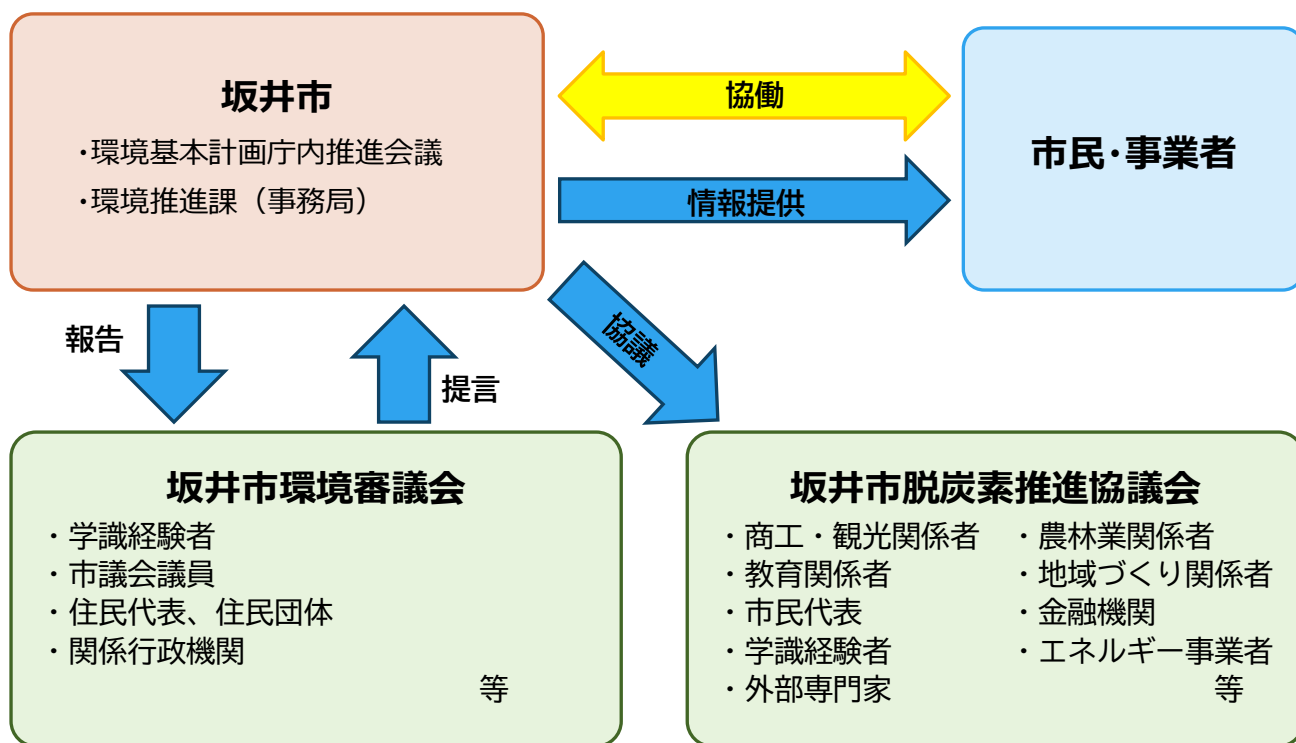 坂井市
・環境基本計画庁内推進会議
・環境推進課（事務局）
協働
情報提供
市民・事業者
報告
提言
協議
坂井市環境審議会
・学識経験者
・市議会議員
・住民代表、住民団体
・関係行政機関
等
坂井市脱炭素推進協議会
・商工・観光関係者
・教育関係者
・市民代表
・学識経験者
・外部専門家
・農林業関係者
・地域づくり関係者
・金融機関
・エネルギー事業者
等